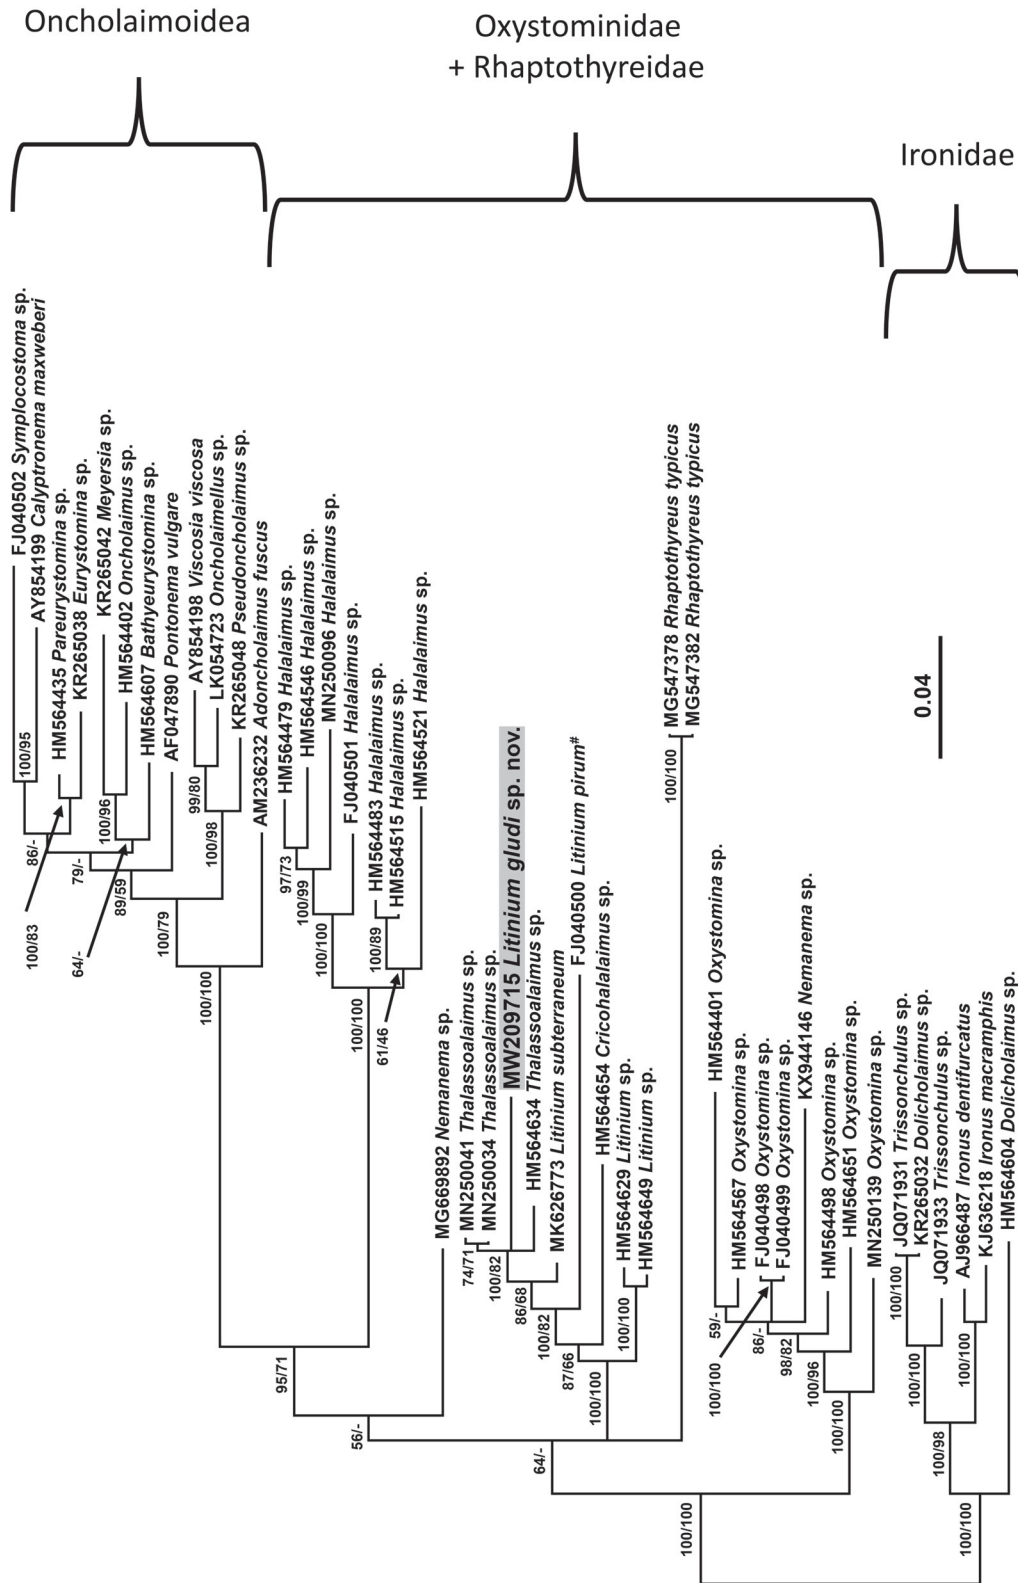 Oncholaimoidea
Oxystominidae
+ Rhaptothyreidae
Ironidae
FJ040502 Symplocostoma sp.
AY854199 Calyptronema maxweberi
HM564435 Pareurystomina sp.
KR265038 Eurystomina sp.
KR265042 Meyersia sp.
HM564402 Oncholaimus sp.
HM564607 Bathyeurystomina sp.
AF047890 Pontonema vulgare
AY854198 Viscosia viscosa
LK054723 Oncholaimellus sp.
KR265048 Pseudoncholaimus sp.
AM236232 Adoncholaimus fuscus
HM564479 Halalaimus sp.
HM564546 Halalaimus sp.
MN250096 Halalaimus sp.
FJ040501 Halalaimus sp.
HM564483 Halalaimus sp.
HM564515 Halalaimus sp.
HM564521 Halalaimus sp.
MG669892 Nemanema sp.
MN250041 Thalassoalaimus sp.
MN250034 Thalassoalaimus sp.
MW209715 Litinium gludi sp. nov.
HM564634 Thalassoalaimus sp.
MK626773 Litinium subterraneum
FJ040500 Litinium pirum#
HM564654 Cricohalalaimus sp.
HM564629 Litinium sp.
HM564649 Litinium sp.
MG547378 Rhaptothyreus typicus
MG547382 Rhaptothyreus typicus
HM564401 Oxystomina sp.
HM564567 Oxystomina sp.
FJ040498 Oxystomina sp.
FJ040499 Oxystomina sp.
KX944146 Nemanema sp.
HM564498 Oxystomina sp.
HM564651 Oxystomina sp.
MN250139 Oxystomina sp.
JQ071931 Trissonchulus sp.
KR265032 Dolicholaimus sp.
JQ071933 Trissonchulus sp.
AJ966487 Ironus dentifurcatus
KJ636218 Ironus macramphis
HM564604 Dolicholaimus sp.
100/95
86/-
100/83
79/-
100/96
64/-
89/59
99/80
100/98
100/79
100/100
97/73
100/99
100/100
100/89
61/46
100/100
95/71
56/-
74/71
100/82
86/68
100/82
87/66
100/100
100/100
100/100
64/-
59/-
100/100
86/-
98/82
100/96
100/100
100/100
100/100
100/100
100/100
100/98
100/100
0.04